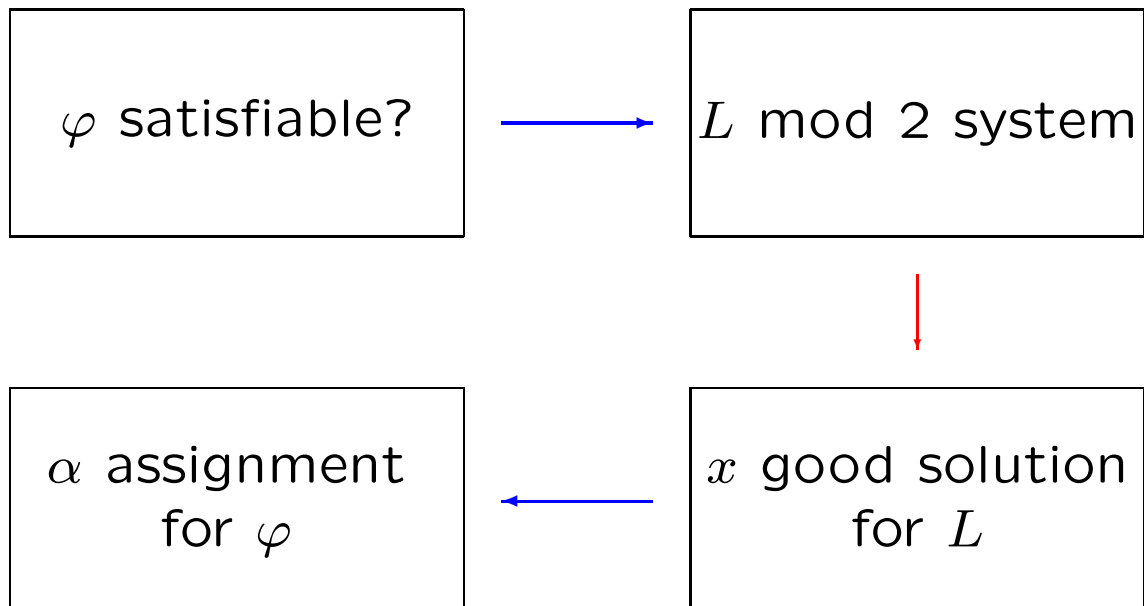 φ satisfiable?
L mod 2 system
α assignment
for φ
x good solution
for L